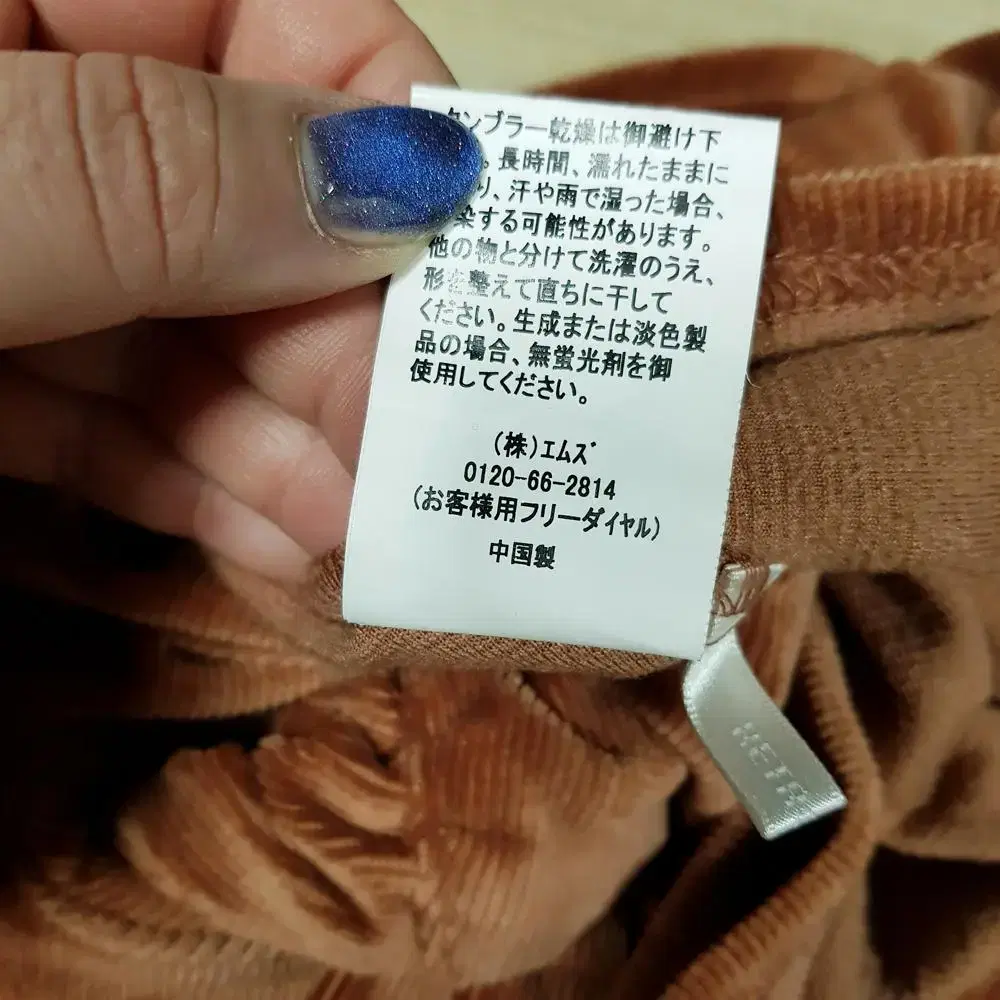 タンブラー乾燥は御避け下
。長時間、濡れたままに
り、汗や雨で湿った場合、
染する可能性があります。
他の物と分けて洗濯のうえ、
形を整えて直ちに干して
ください。生成または淡色製
品の場合、無蛍光剤を御
使用してください。
(株)エムズ
0120-66-2814
(お客様用フリーダイヤル)
中国製